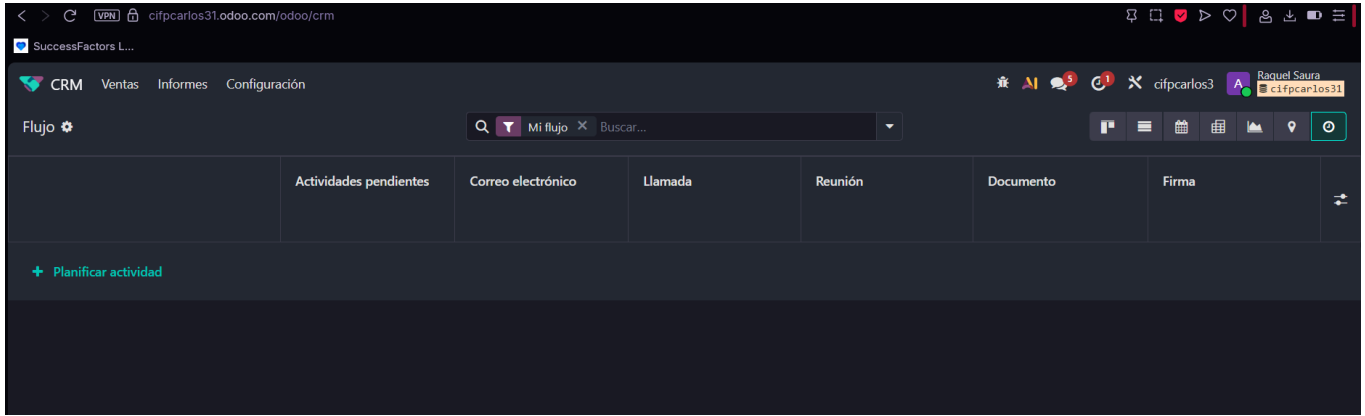 VPN cifpcarlos31.odoo.com/odoo/crm
SuccessFactors L...
CRM Ventas Informes Configuración AI 5 1 cifpcarlos3 A Raquel Saura
cifpcarlos31
Flujo Mi flujo Buscar...
Actividades pendientes Correo electrónico Llamada Reunión Documento Firma
Planificar actividad